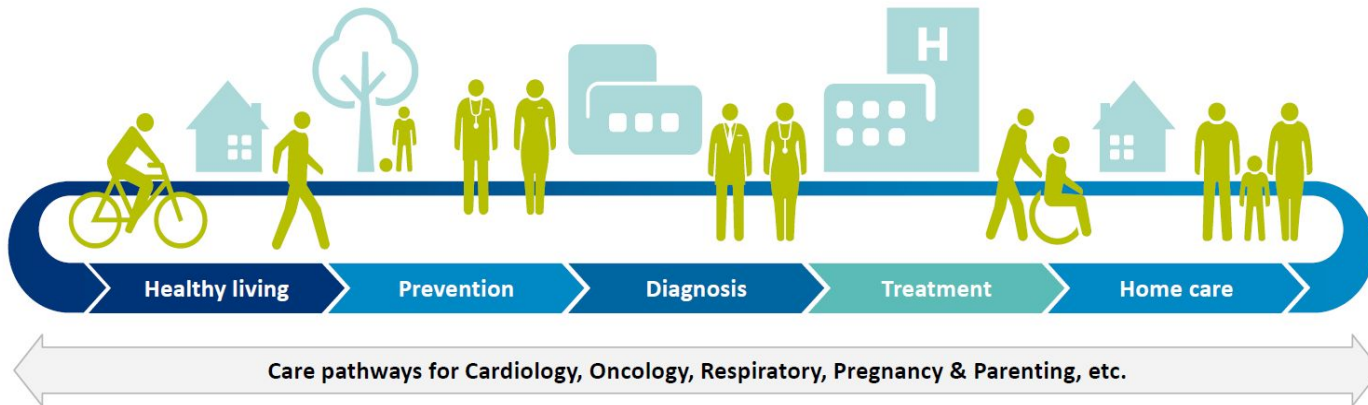 H
Healthy living
Prevention
Diagnosis
Treatment
Home care
Care pathways for Cardiology, Oncology, Respiratory, Pregnancy & Parenting, etc.